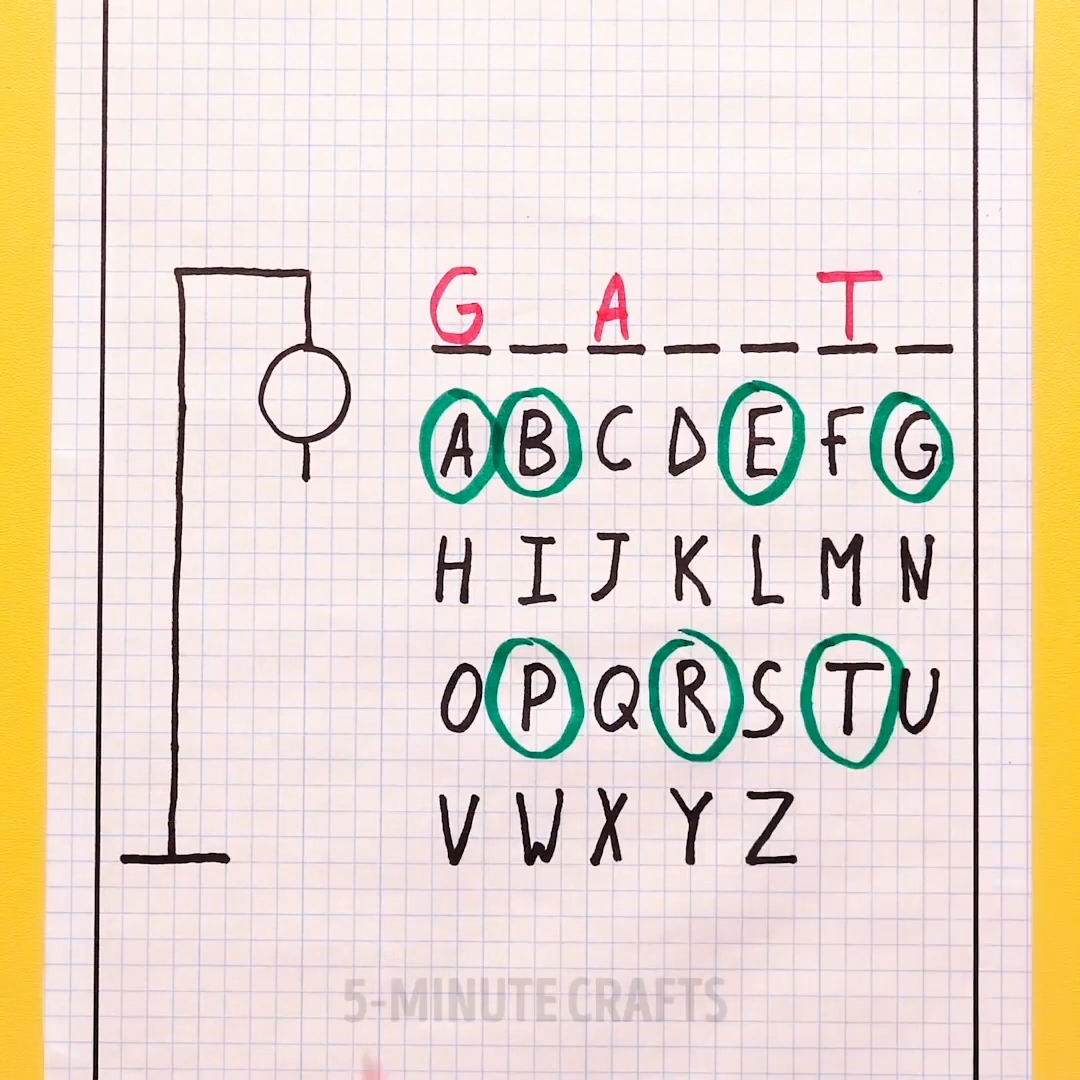 G _ A _ _ T _
A B C D E F G
H I J K L M N
O P Q R S T U
V W X Y Z
5-MINUTE CRAFTS